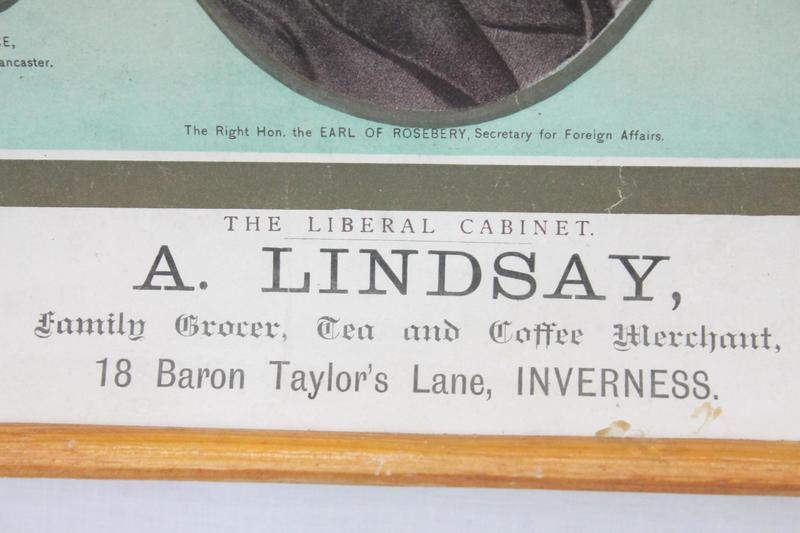 CE,
ancaster.
The Right Hon. the EARL OF ROSEBERY, Secretary for Foreign Affairs.
THE LIBERAL CABINET.
A. LINDSAY,
Family Grocer, Tea and Coffee Merchant,
18 Baron Taylor's Lane, INVERNESS.